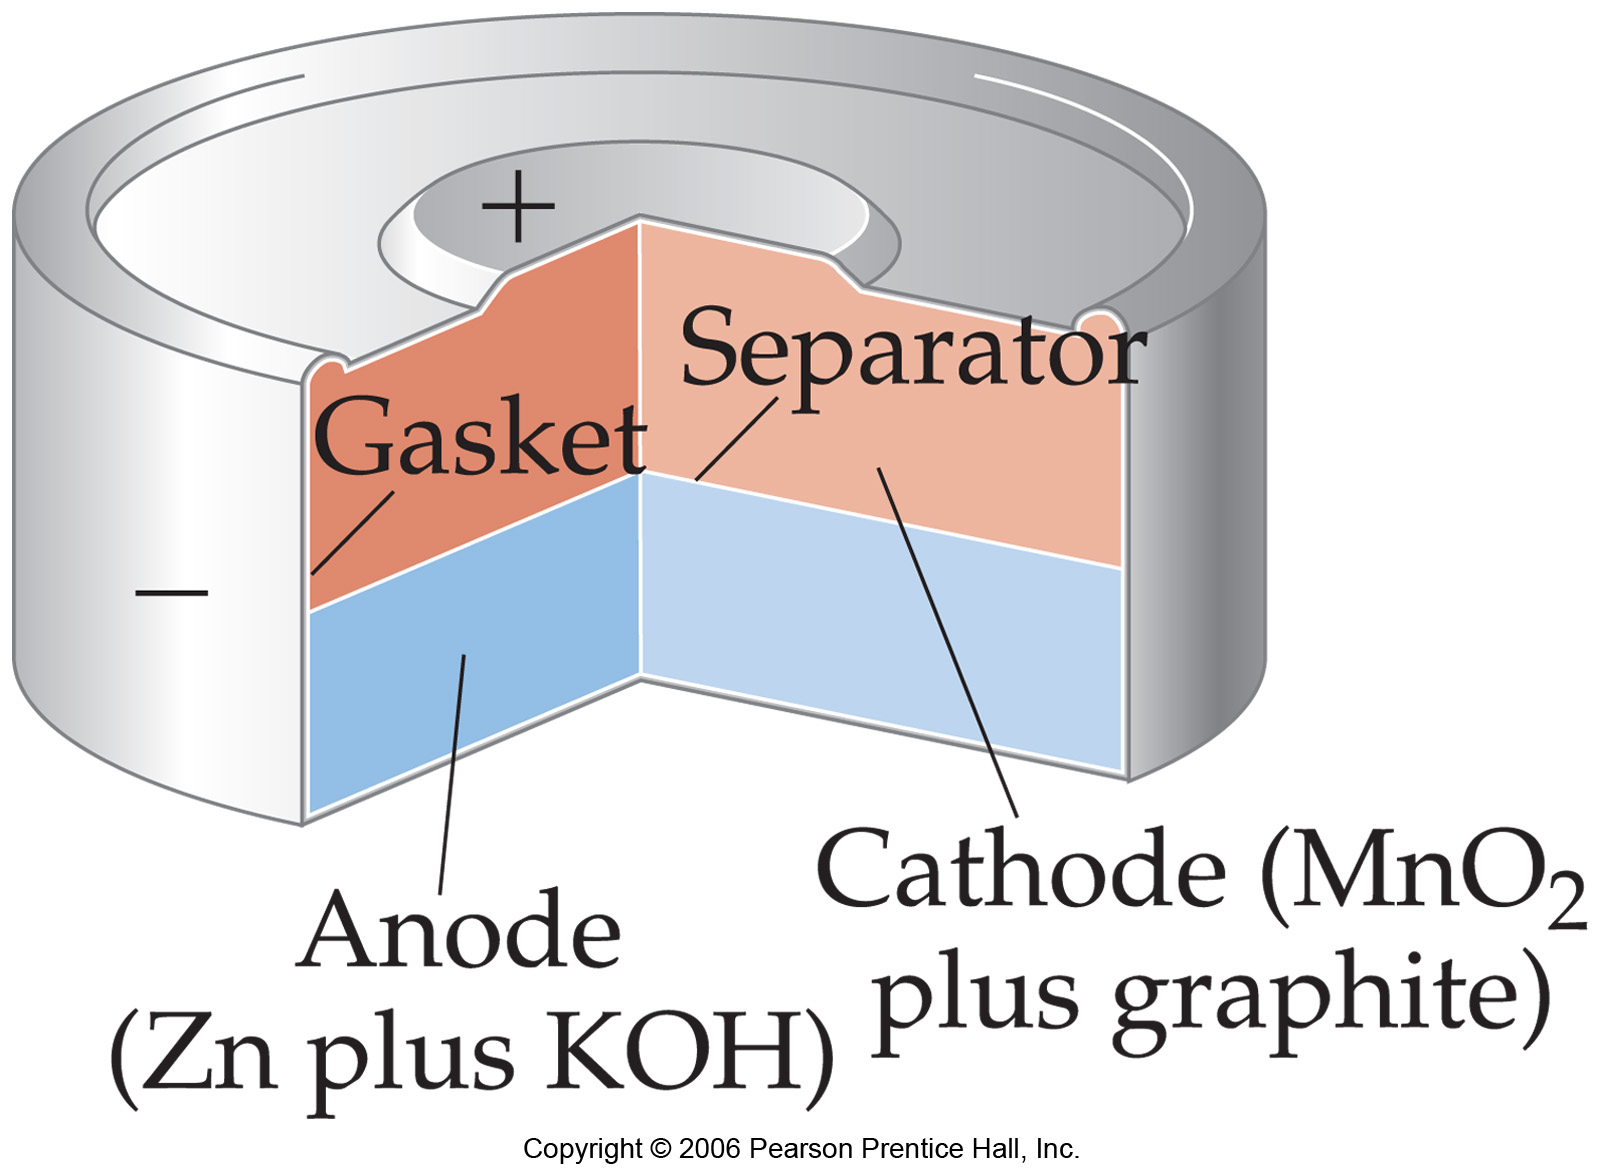 +
Separator
Gasket
—
Cathode (MnO₂
plus graphite)
Anode
(Zn plus KOH)
Copyright © 2006 Pearson Prentice Hall, Inc.